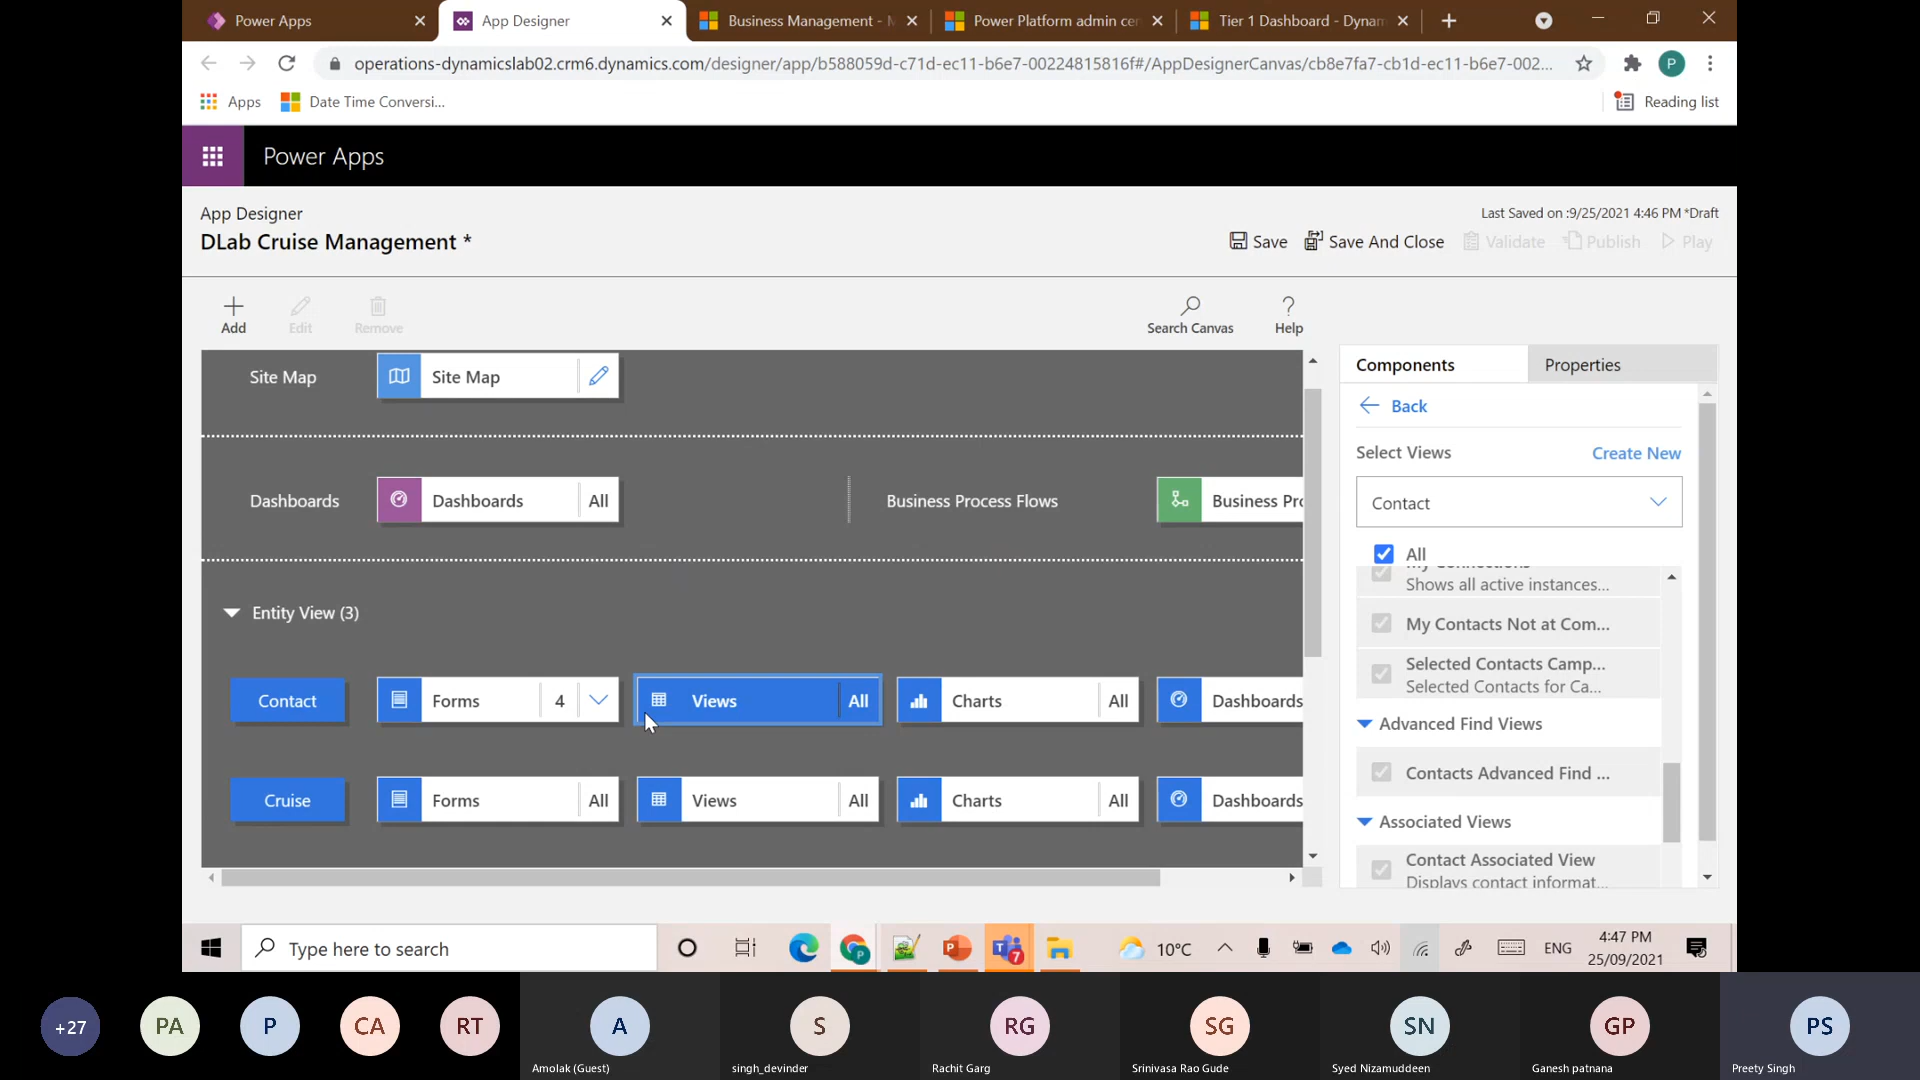 Power Apps
App Designer
Business Management - M
Power Platform admin cen
Tier 1 Dashboard - Dynam
operations-dynamicslab02.crm6.dynamics.com/designer/app/b588059d-c71d-ec11-b6e7-00224815816f#/AppDesignerCanvas/cb8e7fa7-cb1d-ec11-b6e7-002...
P
Apps
Date Time Conversi...
Reading list
Power Apps
App Designer
DLab Cruise Management *
Last Saved on :9/25/2021 4:46 PM *Draft
Save
Save And Close
Validate
Publish
Play
Add
Edit
Remove
Search Canvas
Help
Site Map
Site Map
Dashboards
Dashboards
All
Business Process Flows
Business Pro
Entity View (3)
Contact
Forms
4
Views
All
Charts
All
Dashboards
Cruise
Forms
All
Views
All
Charts
All
Dashboards
Components
Properties
Back
Select Views
Create New
Contact
All
My Connections
Shows all active instances...
My Contacts Not at Com...
Selected Contacts Camp...
Selected Contacts for Ca...
Advanced Find Views
Contacts Advanced Find ...
Associated Views
Contact Associated View
Displays contact informat...
Type here to search
P
7
10°C
ENG
4:47 PM
25/09/2021
+27
PA
P
CA
RT
A
Amolak (Guest)
S
singh_devinder
RG
Rachit Garg
SG
Srinivasa Rao Gude
SN
Syed Nizamuddeen
GP
Ganesh patnana
PS
Preety Singh